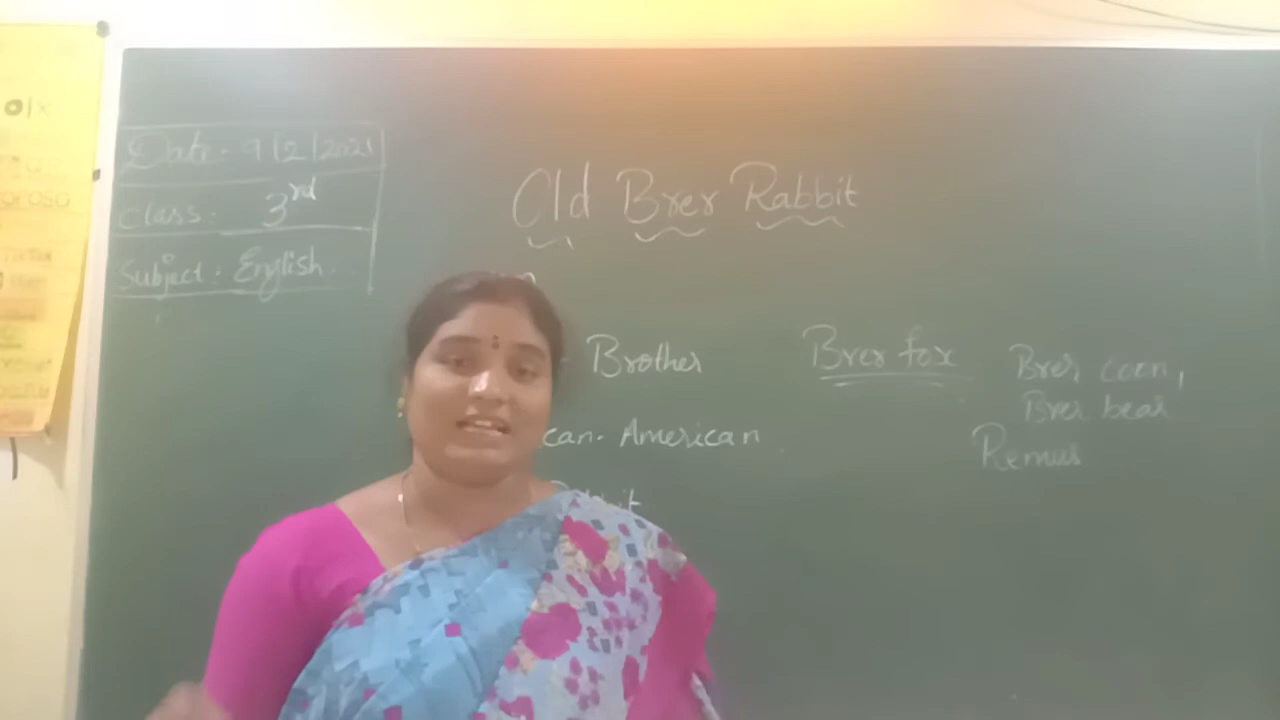 Date: 9/2/2021
Class: 3rd
Subject: English
Old Brer Rabbit
Brother
Brer fox
Brer coon,
Brer bear
can. American
Remus